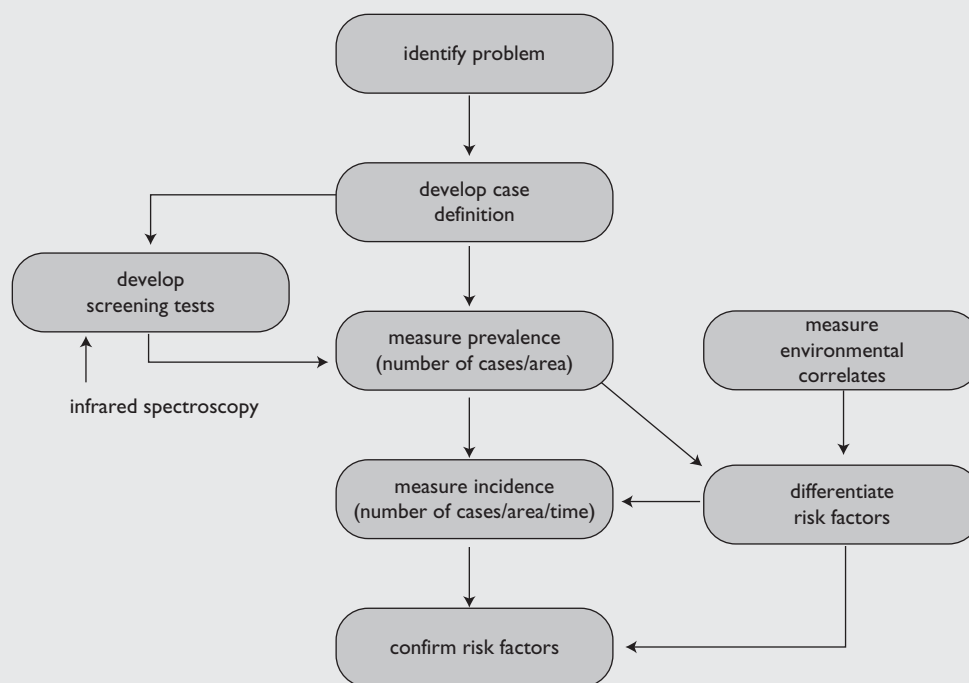 identify problem
develop case
definition
develop
screening tests
measure prevalence
(number of cases/area)
measure
environmental
correlates
infrared spectroscopy
measure incidence
(number of cases/area/time)
differentiate
risk factors
confirm risk factors